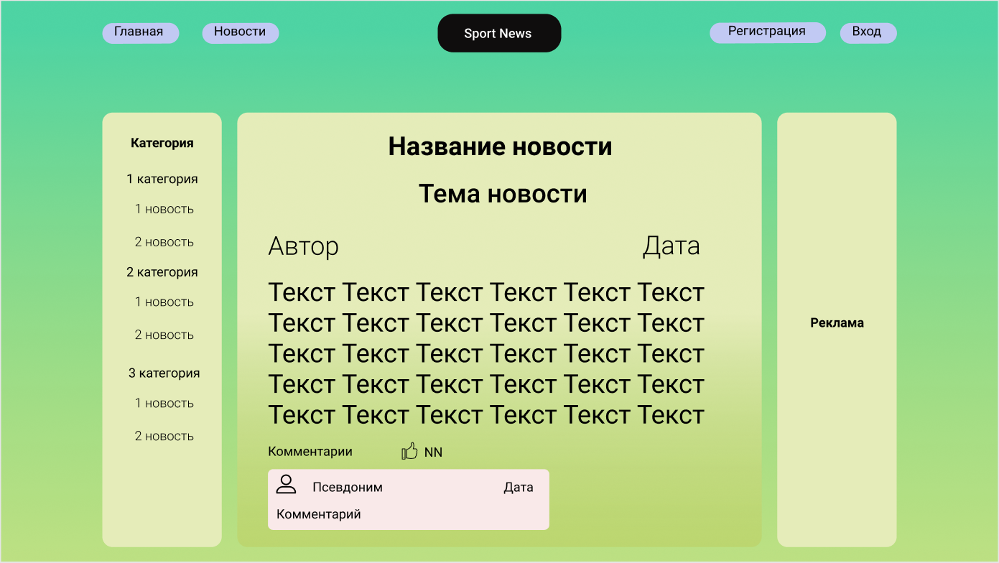 Главная
Новости
Sport News
Регистрация
Вход
Категория
1 категория
1 новость
2 новость
2 категория
1 новость
2 новость
3 категория
1 новость
2 новость
Название новости
Тема новости
Автор
Дата
Текст Текст Текст Текст Текст Текст
Текст Текст Текст Текст Текст Текст
Текст Текст Текст Текст Текст Текст
Текст Текст Текст Текст Текст Текст
Текст Текст Текст Текст Текст Текст
Комментарии
NN
Псевдоним
Дата
Комментарий
Реклама